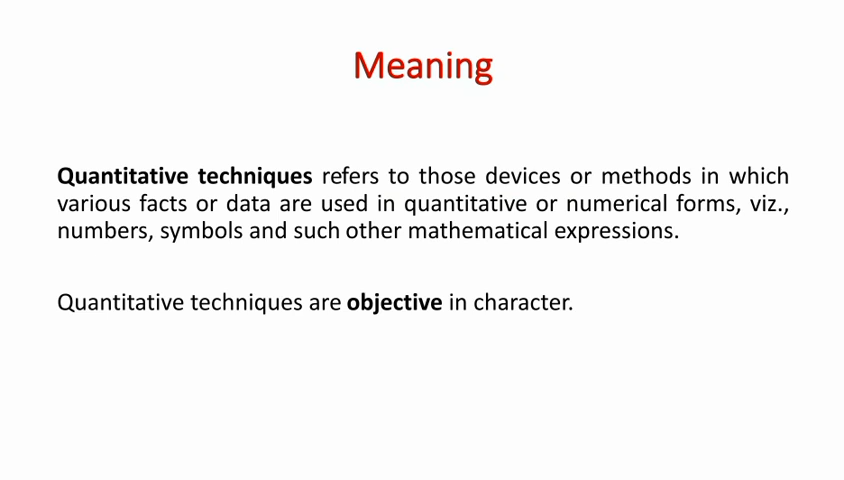 Meaning
Quantitative techniques refers to those devices or methods in which
various facts or data are used in quantitative or numerical forms, viz.,
numbers, symbols and such other mathematical expressions.
Quantitative techniques are objective in character.